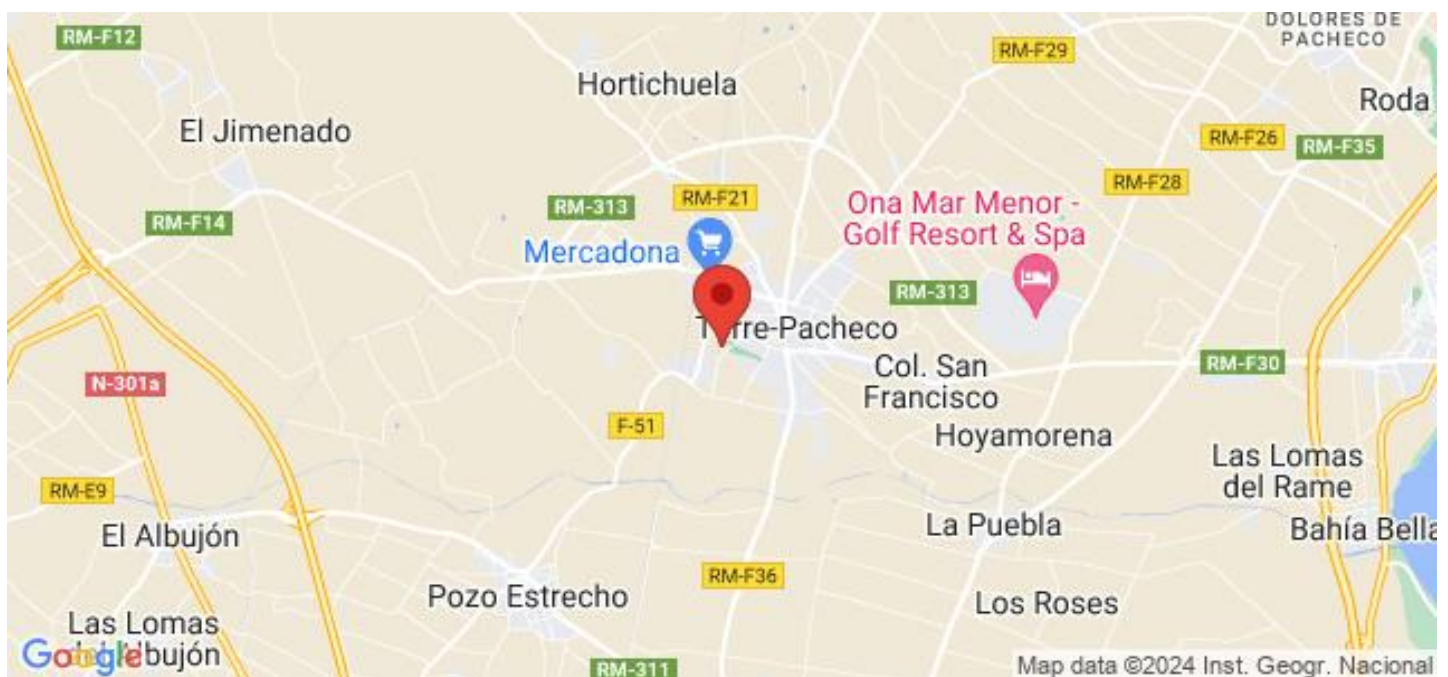 DOLORES DE
PACHECO
RM-F12
RM-F29
Hortichuela
Roda
El Jimenado
RM-F26
RM-F35
RM-F28
RM-F21
RM-313
Ona Mar Menor -
Golf Resort & Spa
RM-F14
Mercadona
RM-313
Torre-Pacheco
Col. San
Francisco
RM-F30
N-301a
F-51
Hoyamorena
Las Lomas
del Rame
RM-E9
El Albujón
La Puebla
Bahía Bella
RM-F36
Pozo Estrecho
Los Roses
Las Lomas
del Albujón
Google
RM-311
Map data ©2024 Inst. Geogr. Nacional